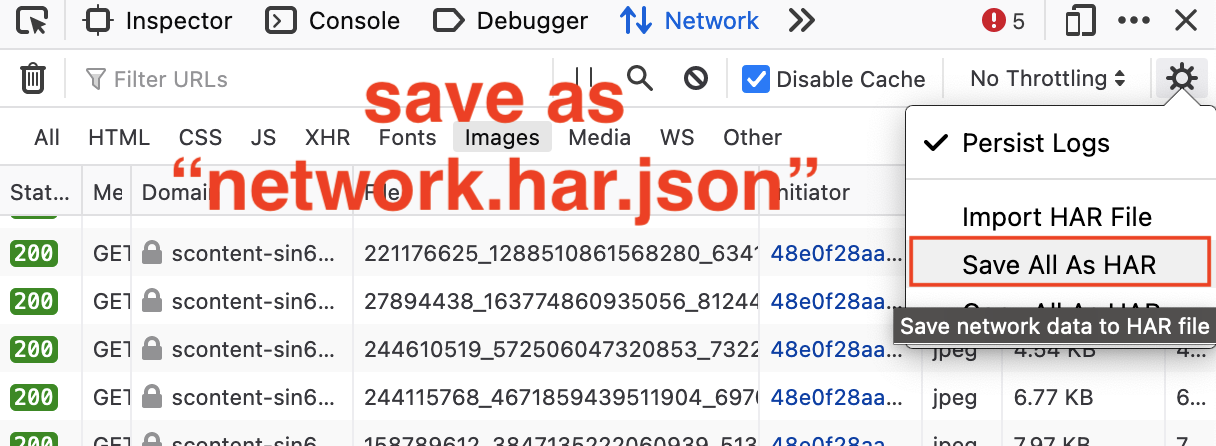 Inspector Console Debugger Network 5
Filter URLs Disable Cache No Throttling
save as
All HTML CSS JS XHR Fonts Images Media WS Other
Persist Logs
“network.har.json”
Stat... Me Domain File Initiator
Import HAR File
200 GET scontent-sin6... 221176625_1288510861568280_6341 48e0f28aa...
Save All As HAR
200 GET scontent-sin6... 27894438_163774860935056_81244 48e0f28aa...
Save network data to HAR file
200 GET scontent-sin6... 244610519_572506047320853_7322 48e0f28aa... jpeg 4.54 KB 4...
200 GET scontent-sin6... 244115768_4671859439511904_6970 48e0f28aa... jpeg 6.77 KB 6...
200 GET scontent-sin6... 158789612_3847135222060939_513 48e0f28aa... jpeg 7.97 KB 7...